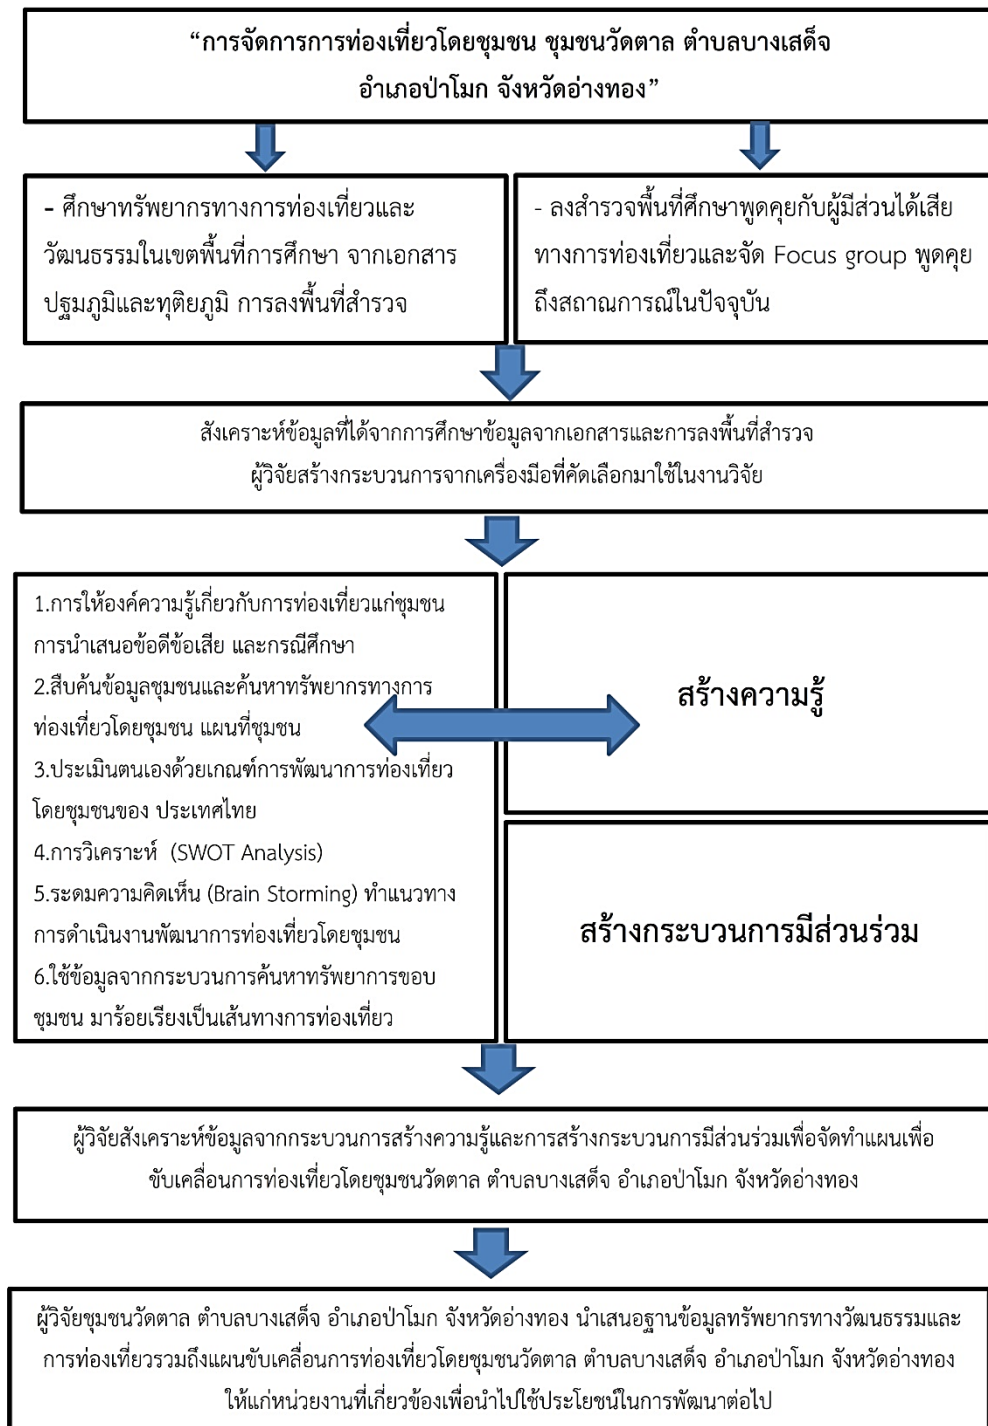 “การจัดการการท่องเที่ยวโดยชุมชน ชุมชนวัดตาล ตำบลบางเสด็จ
อำเภอป่าโมก จังหวัดอ่างทอง”
- ศึกษาทรัพยากรทางการท่องเที่ยวและ
วัฒนธรรมในเขตพื้นที่การศึกษา จากเอกสาร
ปฐมภูมิและทุติยภูมิ การลงพื้นที่สำรวจ
- ลงสำรวจพื้นที่ศึกษาพูดคุยกับผู้มีส่วนได้เสีย
ทางการท่องเที่ยวและจัด Focus group พูดคุย
ถึงสถาณการณ์ในปัจจุบัน
สังเคราะห์ข้อมูลที่ได้จากการศึกษาข้อมูลจากเอกสารและการลงพื้นที่สำรวจ
ผู้วิจัยสร้างกระบวนการจากเครื่องมือที่คัดเลือกมาใช้ในงานวิจัย
1.การให้องค์ความรู้เกี่ยวกับการท่องเที่ยวแก่ชุมชน
การนำเสนอข้อดีข้อเสีย และกรณีศึกษา
2.สืบค้นข้อมูลชุมชนและค้นหาทรัพยากรทางการ
ท่องเที่ยวโดยชุมชน แผนที่ชุมชน
3.ประเมินตนเองด้วยเกณฑ์การพัฒนาการท่องเที่ยว
โดยชุมชนของ ประเทศไทย
4.การวิเคราะห์ (SWOT Analysis)
5.ระดมความคิดเห็น (Brain Storming) ทำแนวทาง
การดำเนินงานพัฒนาการท่องเที่ยวโดยชุมชน
6.ใช้ข้อมูลจากกระบวนการค้นหาทรัพยาการขอบ
ชุมชน มาร้อยเรียงเป็นเส้นทางการท่องเที่ยว
สร้างความรู้
สร้างกระบวนการมีส่วนร่วม
ผู้วิจัยสังเคราะห์ข้อมูลจากกระบวนการสร้างความรู้และการสร้างกระบวนการมีส่วนร่วมเพื่อจัดทำแผนเพื่อ
ขับเคลื่อนการท่องเที่ยวโดยชุมชนวัดตาล ตำบลบางเสด็จ อำเภอป่าโมก จังหวัดอ่างทอง
ผู้วิจัยชุมชนวัดตาล ตำบลบางเสด็จ อำเภอป่าโมก จังหวัดอ่างทอง นำเสนอฐานข้อมูลทรัพยากรทางวัฒนธรรมและ
การท่องเที่ยวรวมถึงแผนขับเคลื่อนการท่องเที่ยวโดยชุมชนวัดตาล ตำบลบางเสด็จ อำเภอป่าโมก จังหวัดอ่างทอง
ให้แก่หน่วยงานที่เกี่ยวข้องเพื่อนำไปใช้ประโยชน์ในการพัฒนาต่อไป